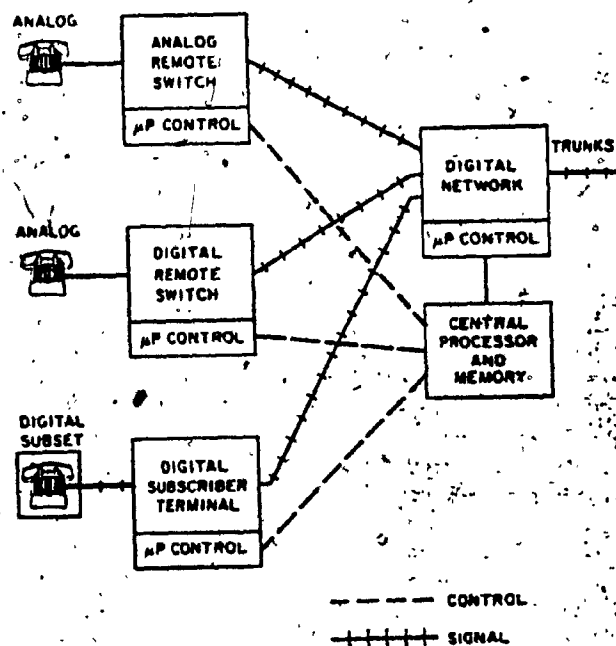 ANALOG
ANALOG
REMOTE
SWITCH
µP CONTROL
TRUNKS
DIGITAL
NETWORK
µP CONTROL
ANALOG
DIGITAL
REMOTE
SWITCH
µP CONTROL
CENTRAL
PROCESSOR
AND
MEMORY
DIGITAL
SUBSET
DIGITAL
SUBSCRIBER
TERMINAL
µP CONTROL
CONTROL
SIGNAL